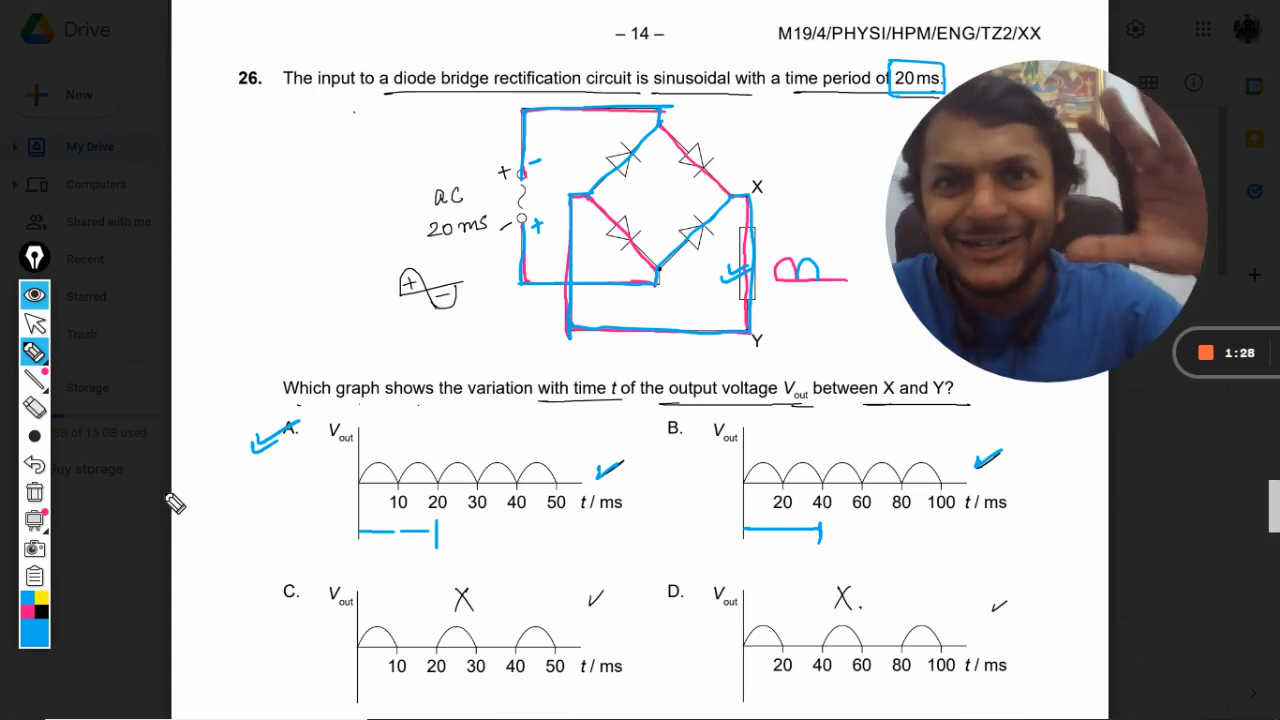 Drive
– 14 –
M19/4/PHYSI/HPM/ENG/TZ2/XX
New
My Drive
Computers
Shared with me
Recent
Starred
Trash
Storage
GB of 15 GB used
Buy storage
26. The input to a diode bridge rectification circuit is sinusoidal with a time period of 20 ms.
+ –
ac
20 ms
– +
X
Y
+ –
1:28
Which graph shows the variation with time t of the output voltage Vout between X and Y?
A. Vout
10 20 30 40 50 t / ms
B. Vout
20 40 60 80 100 t / ms
C. Vout X
10 20 30 40 50 t / ms
D. Vout X.
20 40 60 80 100 t / ms